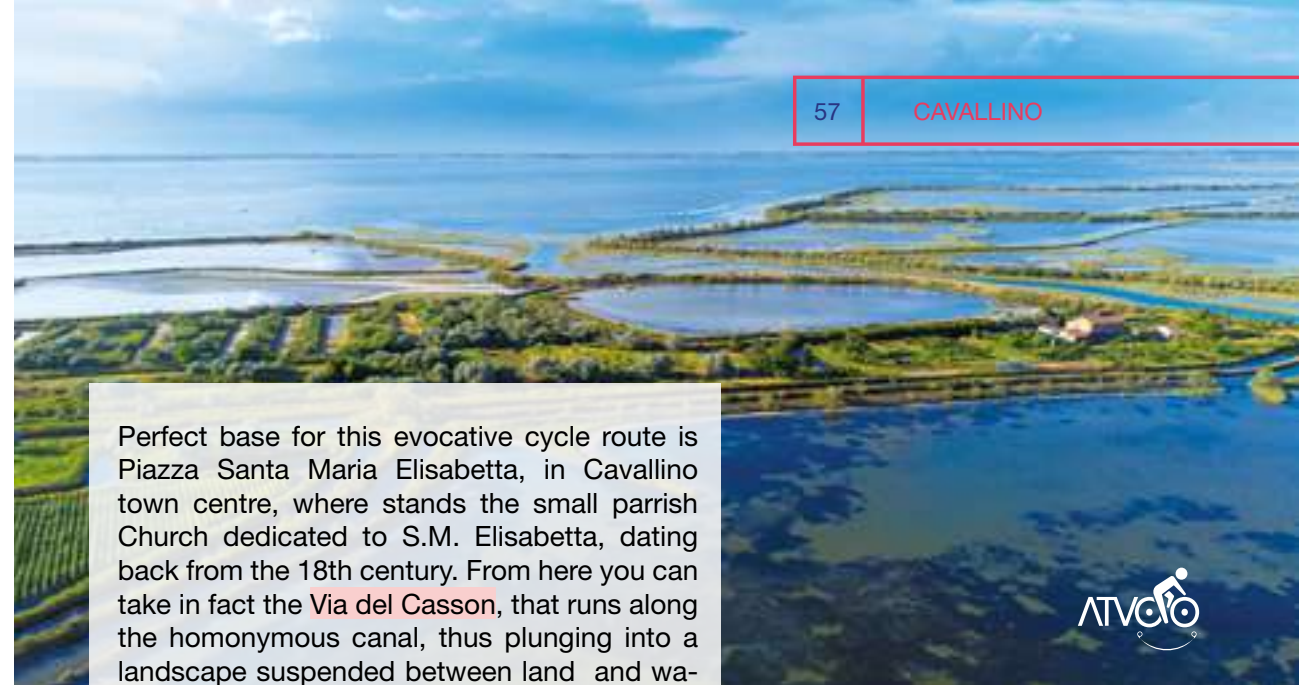 57 CAVALLINO
Perfect base for this evocative cycle route is
Piazza Santa Maria Elisabetta, in Cavallino
town centre, where stands the small parrish
Church dedicated to S.M. Elisabetta, dating
back from the 18th century. From here you can
take in fact the Via del Casson, that runs along
the homonymous canal, thus plunging into a
landscape suspended between land and wa-
ATVO